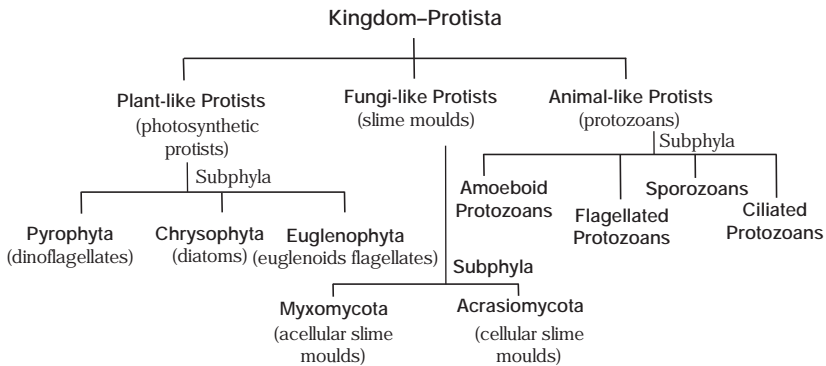 Kingdom–Protista
Plant-like Protists
(photosynthetic
protists)
Fungi-like Protists
(slime moulds)
Animal-like Protists
(protozoans)
Subphyla
Pyrophyta
(dinoflagellates)
Chrysophyta
(diatoms)
Euglenophyta
(euglenoids flagellates)
Subphyla
Amoeboid
Protozoans
Flagellated
Protozoans
Sporozoans
Ciliated
Protozoans
Subphyla
Myxomycota
(acellular slime
moulds)
Acrasiomycota
(cellular slime
moulds)